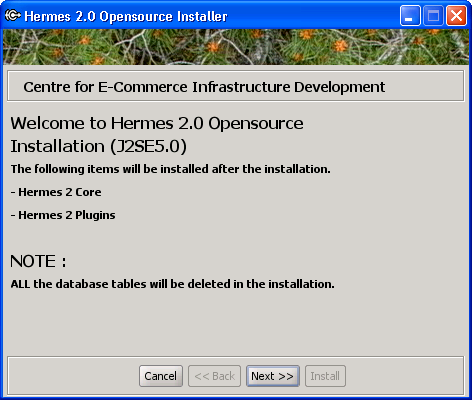 Hermes 2.0 Opensource Installer
Centre for E-Commerce Infrastructure Development
Welcome to Hermes 2.0 Opensource
Installation (J2SE5.0)
The following items will be installed after the installation.
- Hermes 2 Core
- Hermes 2 Plugins
NOTE :
ALL the database tables will be deleted in the installation.
Cancel << Back Next >> Install